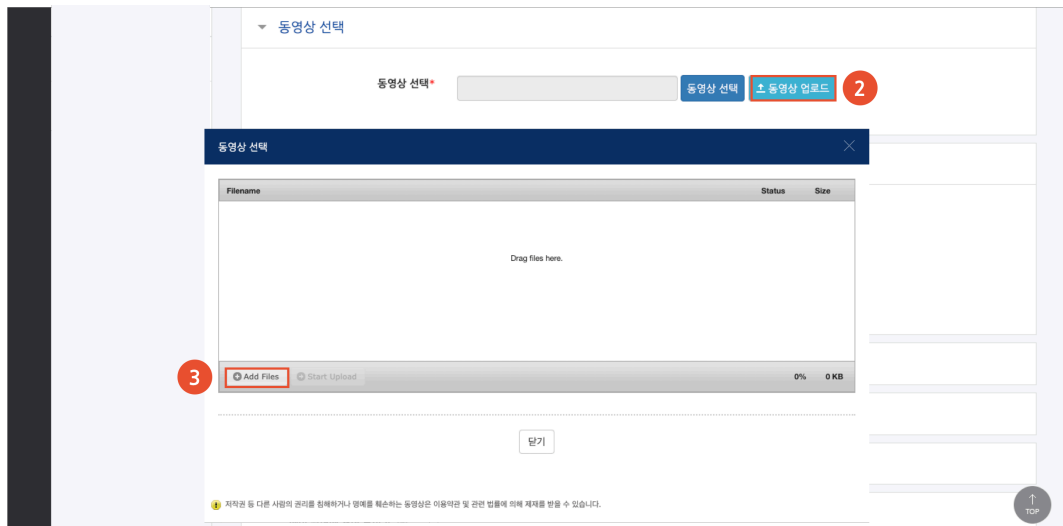 동영상 선택
동영상 선택* 동영상 선택 동영상 업로드 2
동영상 선택
Filename Status Size
Drag files here.
3 Add Files Start Upload 0% 0 KB
닫기
저작권 등 다른 사람의 권리를 침해하거나 명예를 훼손하는 동영상은 이용약관 및 관련 법률에 의해 제재를 받을 수 있습니다.
TOP